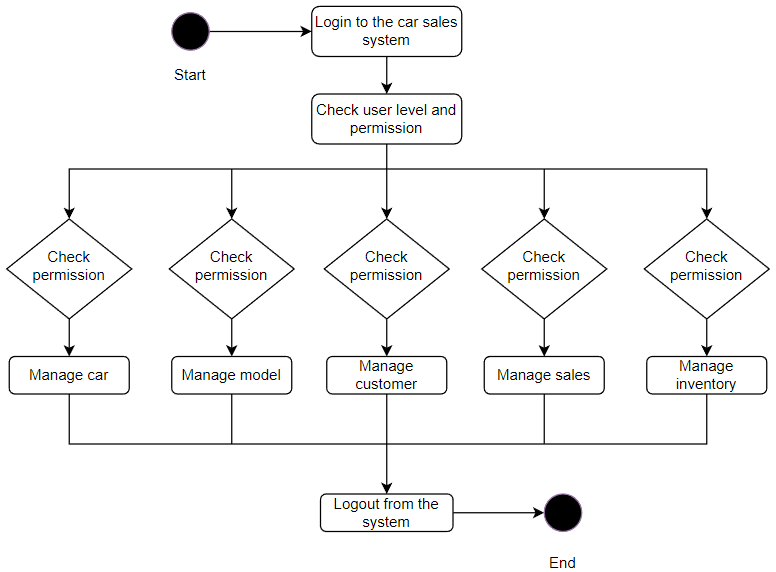 Login to the car sales
system
Start
Check user level and
permission
Check
permission
Check
permission
Check
permission
Check
permission
Check
permission
Manage car
Manage model
Manage
customer
Manage sales
Manage
inventory
Logout from the
system
End